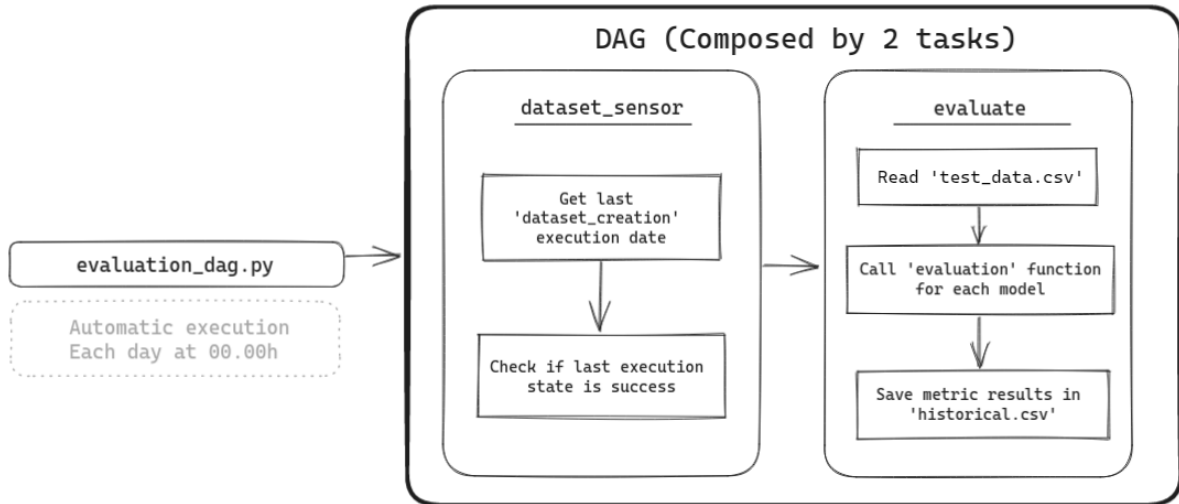 DAG (Composed by 2 tasks)
dataset_sensor
Get last
'dataset_creation'
execution date
Check if last execution
state is success
evaluate
Read 'test_data.csv'
Call 'evaluation' function
for each model
Save metric results in
'historical.csv'
evaluation_dag.py
Automatic execution
Each day at 00.00h